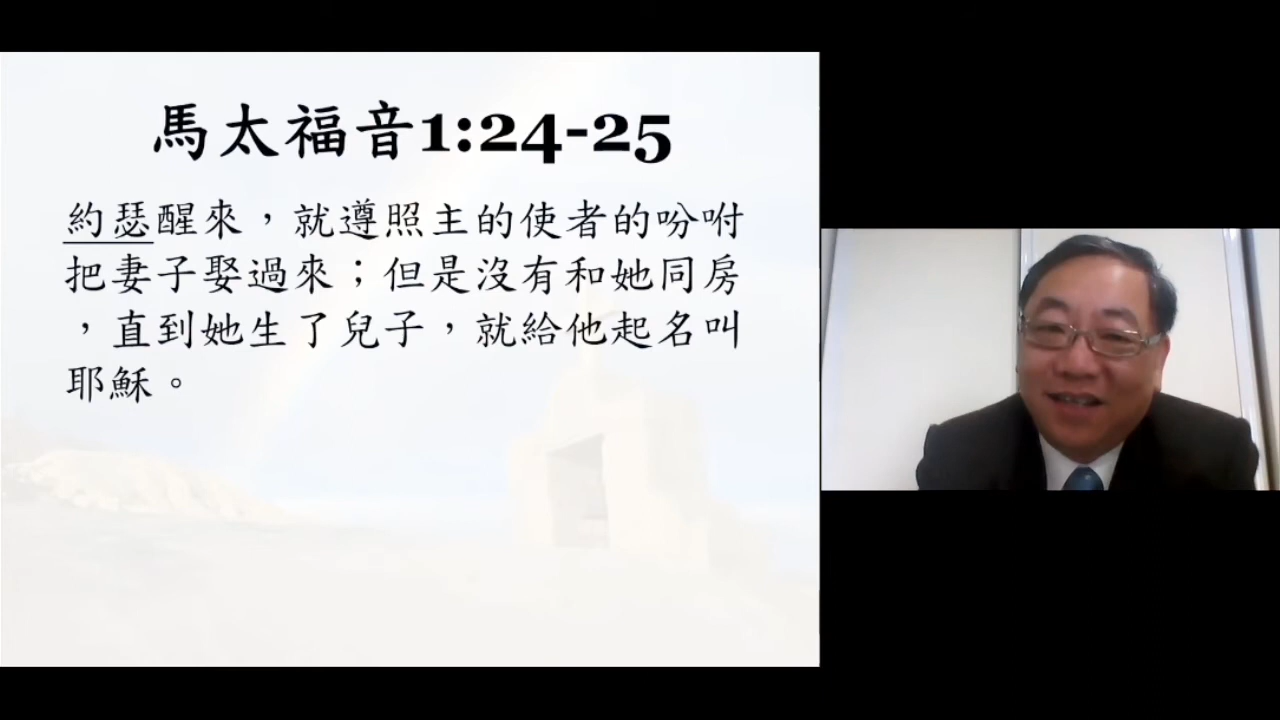 馬太福音1:24-25
約瑟醒來，就遵照主的使者的吩咐
把妻子娶過來；但是沒有和她同房
，直到她生了兒子，就給他起名叫
耶穌。